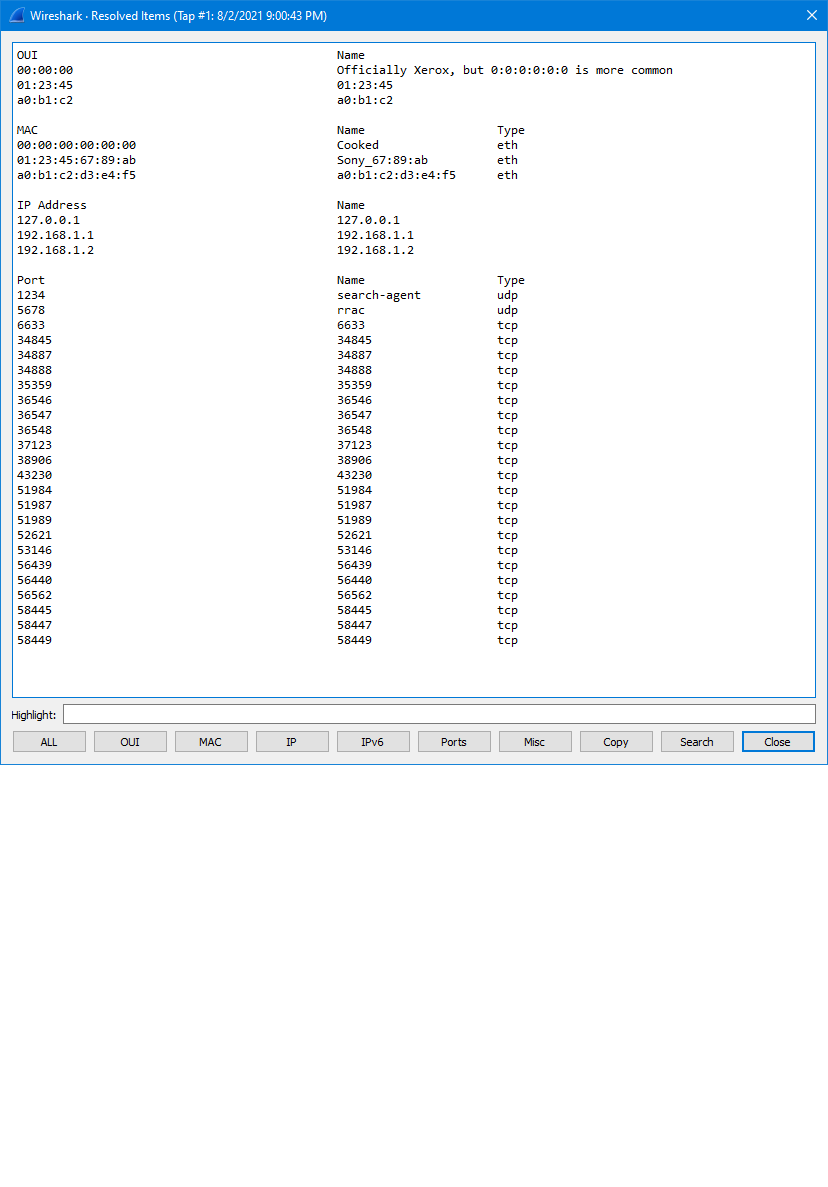 Wireshark · Resolved Items (Tap #1: 8/2/2021 9:00:43 PM)
OUI Name
00:00:00 Officially Xerox, but 0:0:0:0:0:0 is more common
01:23:45 01:23:45
a0:b1:c2 a0:b1:c2
MAC Name Type
00:00:00:00:00:00 Cooked eth
01:23:45:67:89:ab Sony_67:89:ab eth
a0:b1:c2:d3:e4:f5 a0:b1:c2:d3:e4:f5 eth
IP Address Name
127.0.0.1 127.0.0.1
192.168.1.1 192.168.1.1
192.168.1.2 192.168.1.2
Port Name Type
1234 search-agent udp
5678 rrac udp
6633 6633 tcp
34845 34845 tcp
34887 34887 tcp
34888 34888 tcp
35359 35359 tcp
36546 36546 tcp
36547 36547 tcp
36548 36548 tcp
37123 37123 tcp
38906 38906 tcp
43230 43230 tcp
51984 51984 tcp
51987 51987 tcp
51989 51989 tcp
52621 52621 tcp
53146 53146 tcp
56439 56439 tcp
56440 56440 tcp
56562 56562 tcp
58445 58445 tcp
58447 58447 tcp
58449 58449 tcp
Highlight:
ALL OUI MAC IP IPv6 Ports Misc Copy Search Close